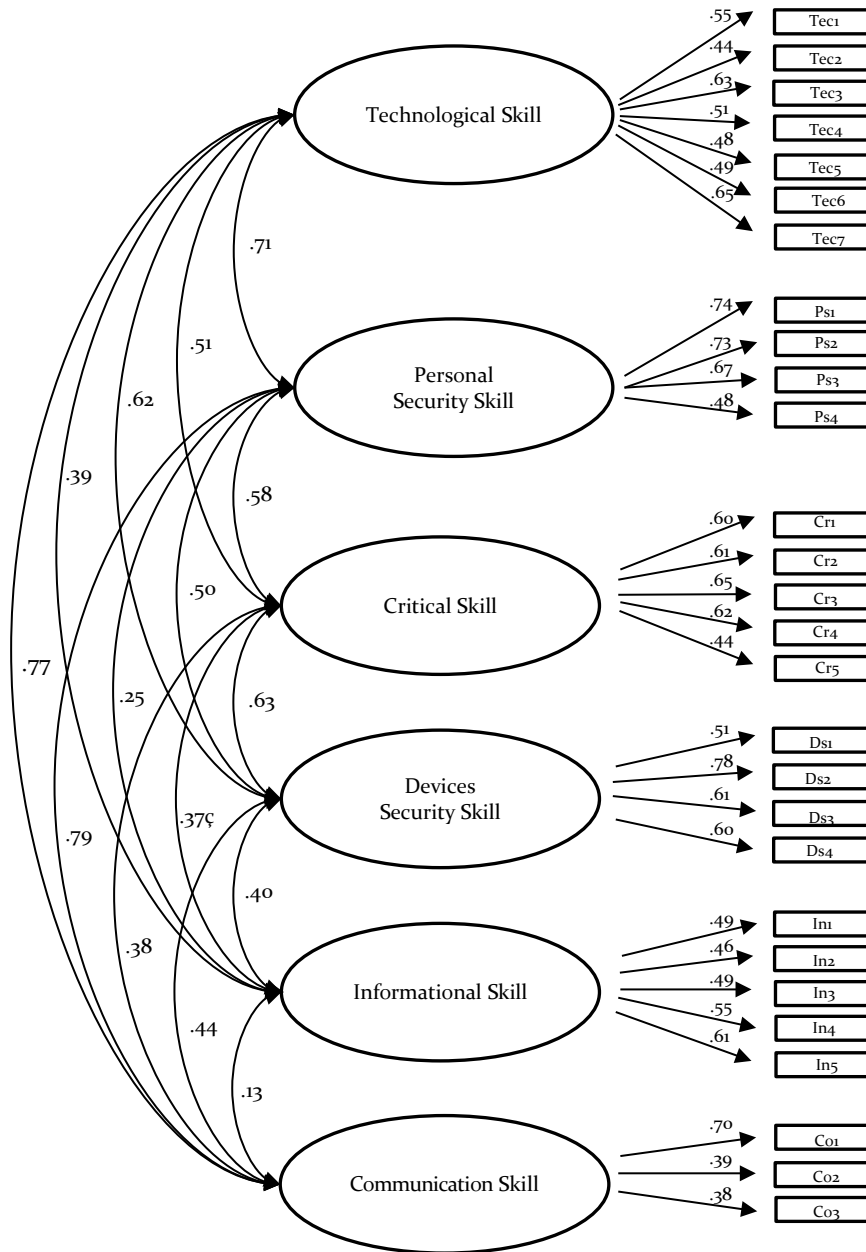 .55
Tec1
.44
Tec2
.63
Tec3
Technological Skill
.51
Tec4
.48
Tec5
.49
Tec6
.65
Tec7
.71
.74
Ps1
.73
Ps2
.51
Personal
Security Skill
.67
Ps3
.62
.48
Ps4
.39
.58
.60
Cr1
.61
Cr2
.50
Critical Skill
.65
Cr3
.62
Cr4
.44
Cr5
.77
.25
.63
.51
Ds1
.78
Ds2
Devices
Security Skill
.61
Ds3
.37ç
.60
Ds4
.79
.40
.49
In1
.38
.46
In2
Informational Skill
.49
In3
.55
In4
.44
.61
In5
.13
.70
Co1
.39
Co2
Communication Skill
.38
Co3